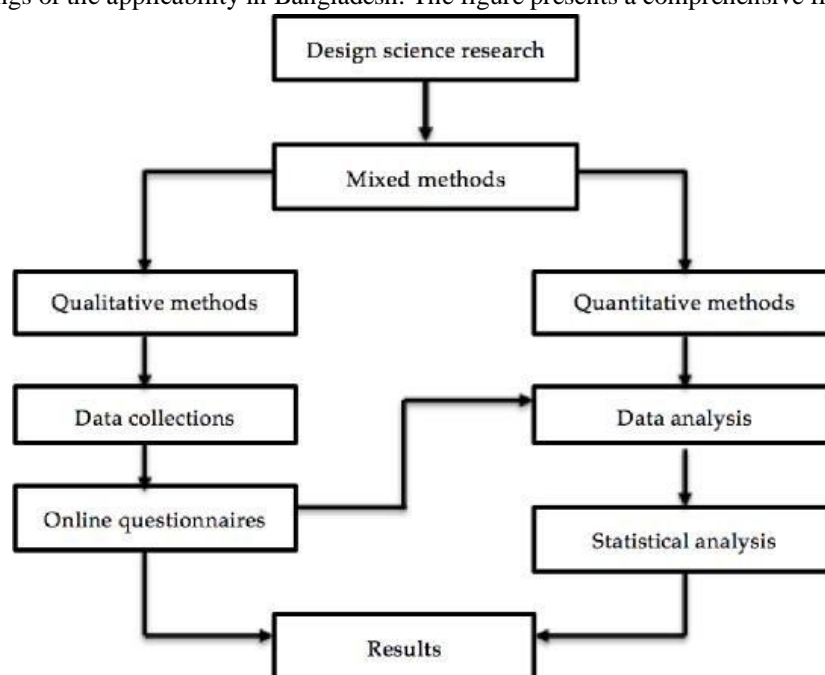 ings of the applicability in Bangladesh. The figure presents a comprehensive
Design science research
Mixed methods
Qualitative methods
Quantitative methods
Data collections
Data analysis
Online questionnaires
Statistical analysis
Results